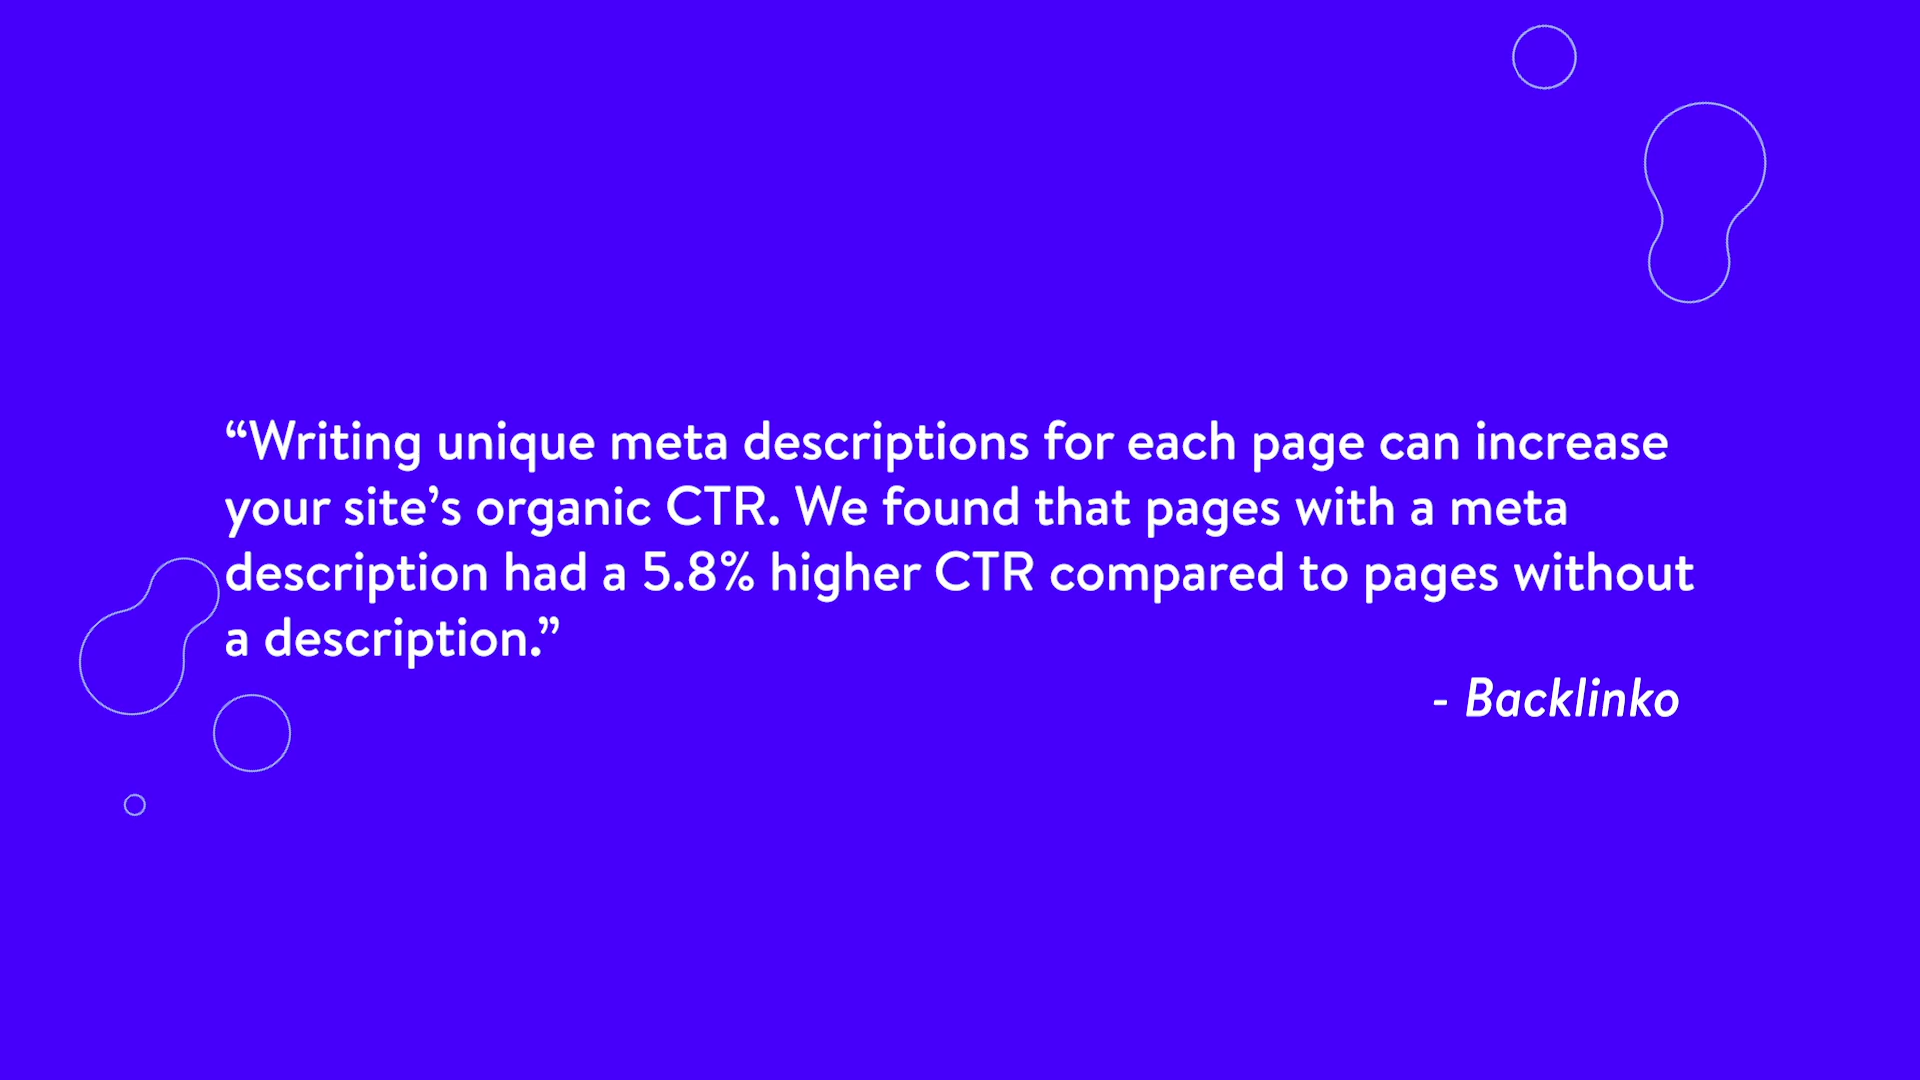 “Writing unique meta descriptions for each page can increase
your site’s organic CTR. We found that pages with a meta
description had a 5.8% higher CTR compared to pages without
a description.”
- Backlinko